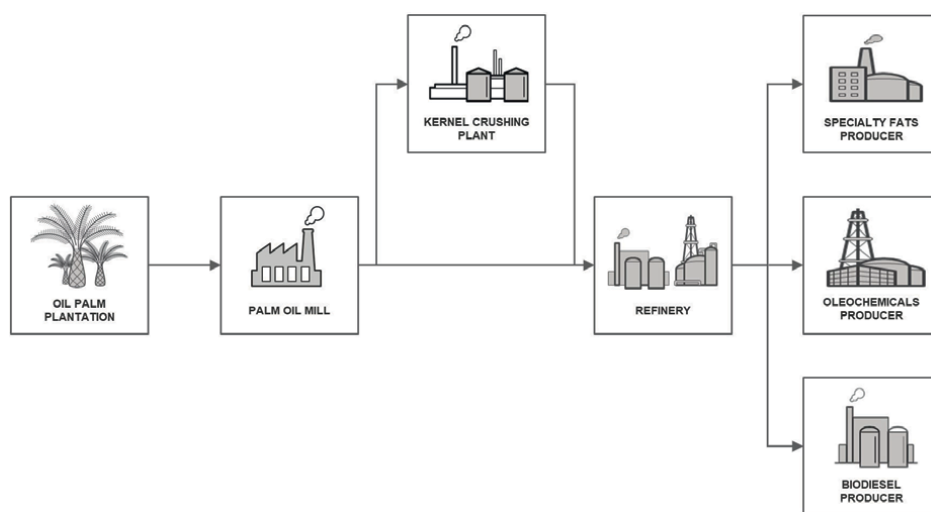 KERNEL CRUSHING
PLANT
SPECIALTY FATS
PRODUCER
OIL PALM
PLANTATION
PALM OIL MILL
REFINERY
OLEOCHEMICALS
PRODUCER
BIODIESEL
PRODUCER